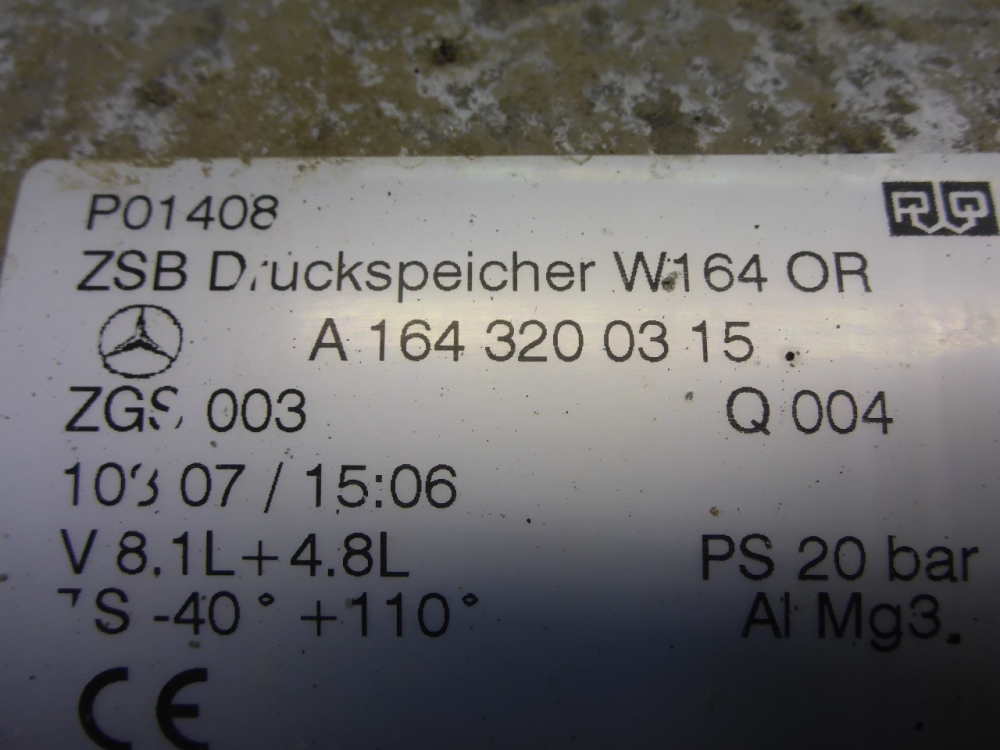 P01408
ZSB Druckspeicher W164 OR
A 164 320 03 15
ZGS 003 Q 004
07 / 15:06
V 8.1L+4.8L PS 20 bar
TS -40° +110° Al Mg3.
CE